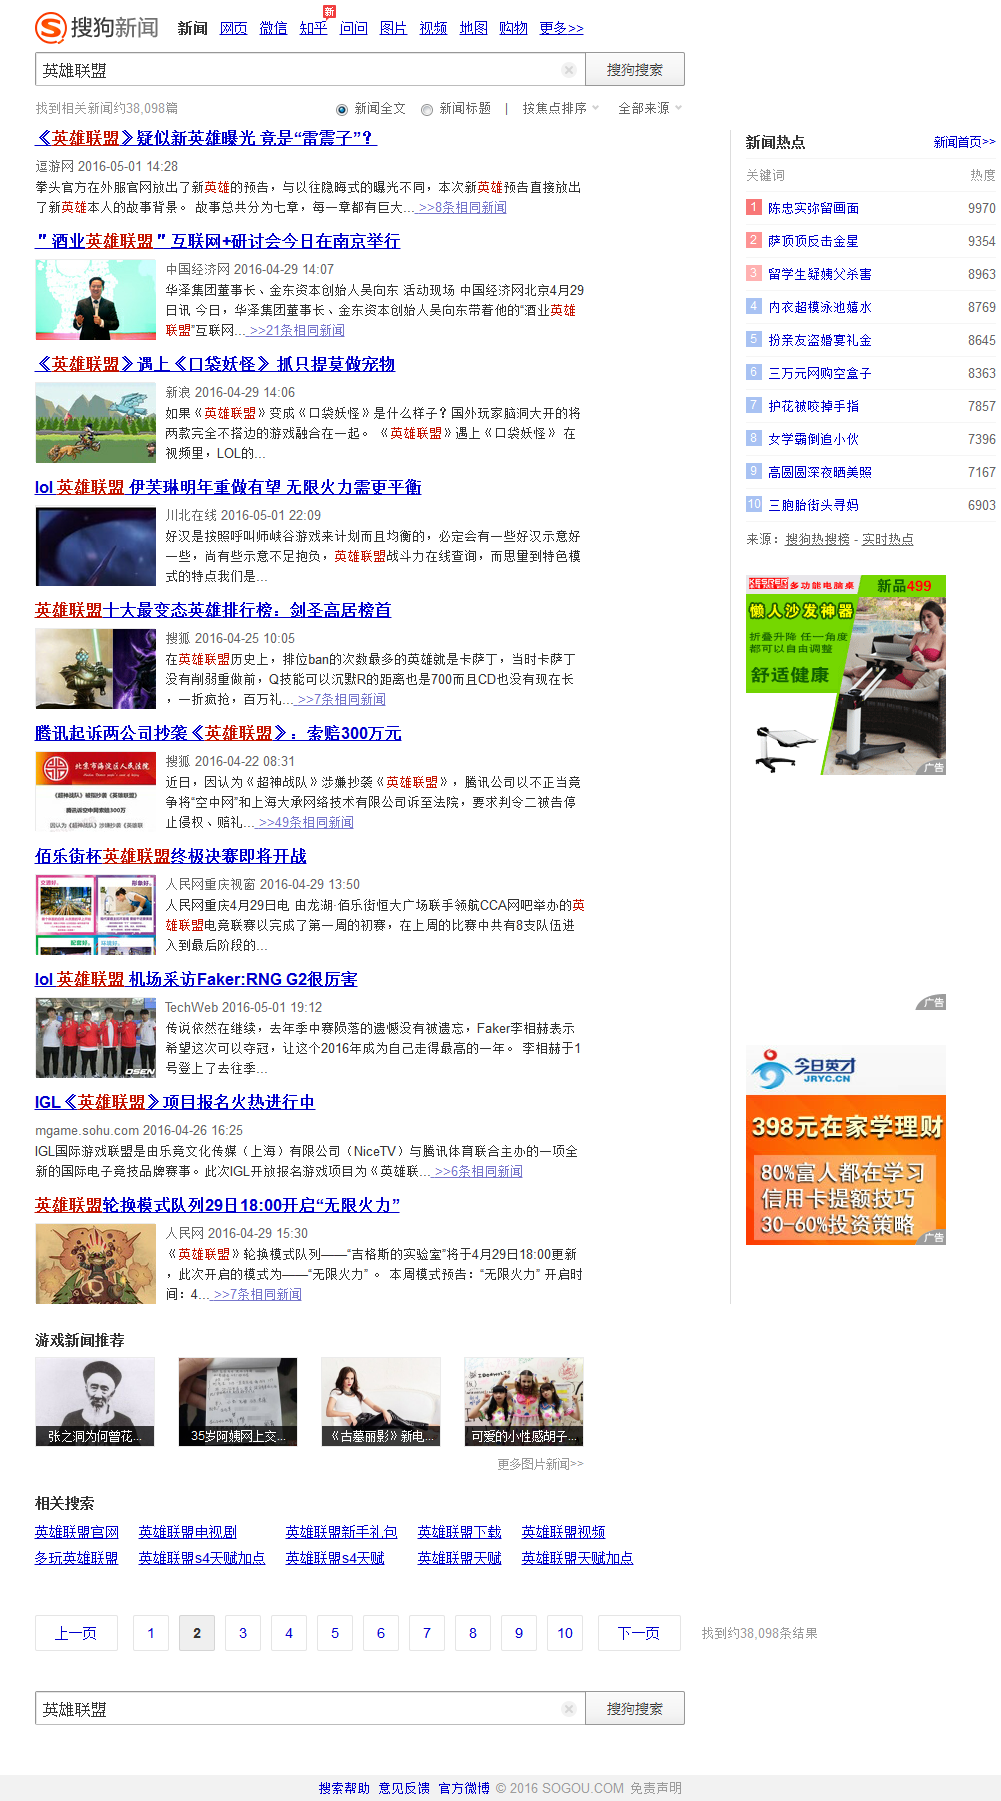 搜狗新闻 新闻 网页 微信 知乎 新 问问 图片 视频 地图 购物 更多>>
英雄联盟 搜狗搜索
找到相关新闻约38,098篇 新闻全文 新闻标题 | 按焦点排序 全部来源
《英雄联盟》疑似新英雄曝光 竟是“雷震子”？
逗游网 2016-05-01 14:28
拳头官方在外服官网放出了新英雄的预告，与以往隐晦式的曝光不同，本次新英雄预告直接放出
了新英雄本人的故事背景。 故事总共分为七章，每一章都有巨大... >>8条相同新闻
＂酒业英雄联盟＂互联网+研讨会今日在南京举行
中国经济网 2016-04-29 14:07
华泽集团董事长、金东资本创始人吴向东 活动现场 中国经济网北京4月29
日讯 今日，华泽集团董事长、金东资本创始人吴向东带着他的“酒业英雄
联盟”互联网... >>21条相同新闻
《英雄联盟》遇上《口袋妖怪》 抓只提莫做宠物
新浪 2016-04-29 14:06
如果《英雄联盟》变成《口袋妖怪》是什么样子？国外玩家脑洞大开的将
两款完全不搭边的游戏融合在一起。 《英雄联盟》遇上《口袋妖怪》 在
视频里，LOL的...
lol 英雄联盟 伊芙琳明年重做有望 无限火力需更平衡
川北在线 2016-05-01 22:09
好汉是按照呼叫师峡谷游戏来计划而且均衡的，必定会有一些好汉示意好
一些，尚有些示意不足抱负，英雄联盟战斗力在线查询，而思量到特色模
式的特点我们是...
英雄联盟十大最变态英雄排行榜：剑圣高居榜首
搜狐 2016-04-25 10:05
在英雄联盟历史上，排位ban的次数最多的英雄就是卡萨丁，当时卡萨丁
没有削弱重做前，Q技能可以沉默R的距离也是700而且CD也没有现在长
，一折疯抢，百万礼... >>7条相同新闻
腾讯起诉两公司抄袭《英雄联盟》：索赔300万元
北京市海淀区人民法院
《超神战队》被指抄袭《英雄联盟》
腾讯诉空中网索赔300万
因认为《超神战队》涉嫌抄袭《英雄联
搜狐 2016-04-22 08:31
近日，因认为《超神战队》涉嫌抄袭《英雄联盟》，腾讯公司以不正当竞
争将“空中网”和上海大承网络技术有限公司诉至法院，要求判令二被告停
止侵权、赔礼... >>49条相同新闻
佰乐街杯英雄联盟终极决赛即将开战
交通好。 形象好。
配套好。 环境好。
人民网重庆视窗 2016-04-29 13:50
人民网重庆4月29日电 由龙湖·佰乐街恒大广场联手领航CCA网吧举办的英
雄联盟电竞联赛以完成了第一周的初赛，在上周的比赛中共有8支队伍进
入到最后阶段的...
lol 英雄联盟 机场采访Faker:RNG G2很厉害
OSEN
TechWeb 2016-05-01 19:12
传说依然在继续，去年季中赛陨落的遗憾没有被遗忘，Faker李相赫表示
希望这次可以夺冠，让这个2016年成为自己走得最高的一年。 李相赫于1
号登上了去往季...
IGL《英雄联盟》项目报名火热进行中
mgame.sohu.com 2016-04-26 16:25
IGL国际游戏联盟是由乐竞文化传媒（上海）有限公司（NiceTV）与腾讯体育联合主办的一项全
新的国际电子竞技品牌赛事。此次IGL开放报名游戏项目为《英雄联... >>6条相同新闻
英雄联盟轮换模式队列29日18:00开启“无限火力”
人民网 2016-04-29 15:30
《英雄联盟》轮换模式队列——“吉格斯的实验室”将于4月29日18:00更新
，此次开启的模式为——“无限火力” 。 本周模式预告：“无限火力” 开启时
间：4... >>7条相同新闻
新闻热点 新闻首页>>
关键词 热度
1 陈忠实弥留画面 9970
2 萨顶顶反击金星 9354
3 留学生疑姨父杀害 8963
4 内衣超模泳池嬉水 8769
5 扮亲友盗婚宴礼金 8645
6 三万元网购空盒子 8363
7 护花被咬掉手指 7857
8 女学霸倒追小伙 7396
9 高圆圆深夜晒美照 7167
10 三胞胎街头寻妈 6903
来源：搜狗热搜榜 - 实时热点
KESRER 多功能电脑桌 新品499
懒人沙发神器
折叠升降 任一角度
都可以自由调整
舒适健康
广告
广告
今日英才
JRYC.CN
398元在家学理财
80%富人都在学习
信用卡提额技巧
30-60%投资策略
广告
游戏新闻推荐
张之洞为何曾花... 35岁阿姨网上交... 《古墓丽影》新电... 可爱的小性感胡子...
更多图片新闻>>
相关搜索
英雄联盟官网 英雄联盟电视剧 英雄联盟新手礼包 英雄联盟下载 英雄联盟视频
多玩英雄联盟 英雄联盟s4天赋加点 英雄联盟s4天赋 英雄联盟天赋 英雄联盟天赋加点
上一页 1 2 3 4 5 6 7 8 9 10 下一页 找到约38,098条结果
英雄联盟 搜狗搜索
搜索帮助 意见反馈 官方微博 © 2016 SOGOU.COM 免责声明